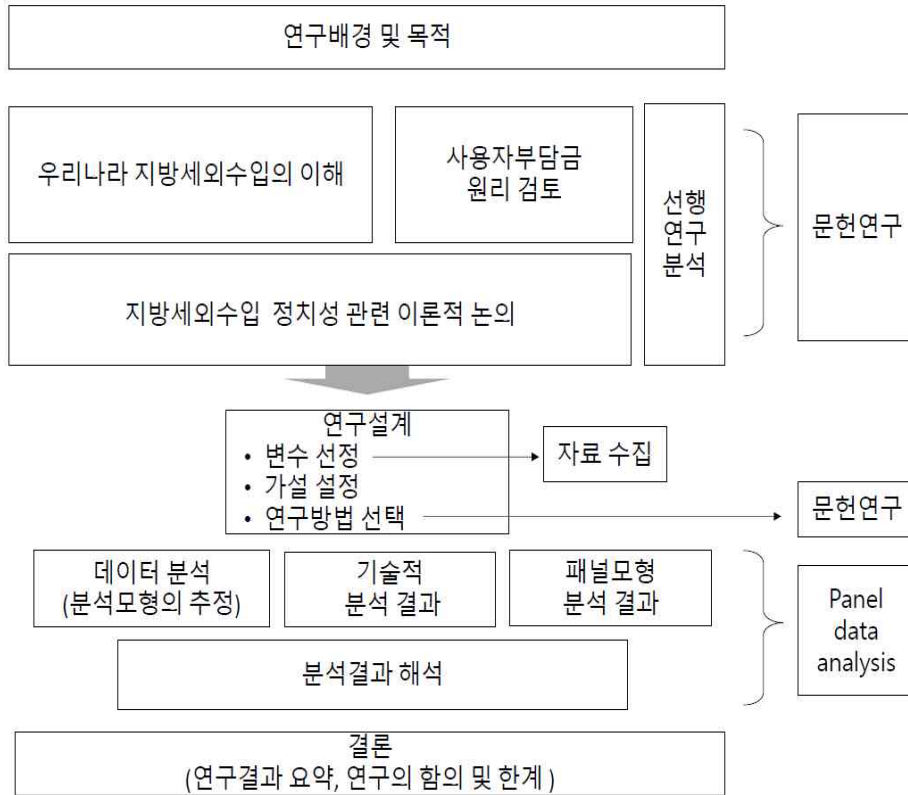 연구배경 및 목적
우리나라 지방세외수입의 이해
사용자부담금
원리 검토
선행
연구
분석
문헌연구
지방세외수입 정치성 관련 이론적 논의
연구설계
• 변수 선정
자료 수집
• 가설 설정
• 연구방법 선택
문헌연구
데이터 분석
(분석모형의 추정)
기술적
분석 결과
패널모형
분석 결과
Panel
data
analysis
분석결과 해석
결론
(연구결과 요약, 연구의 함의 및 한계 )